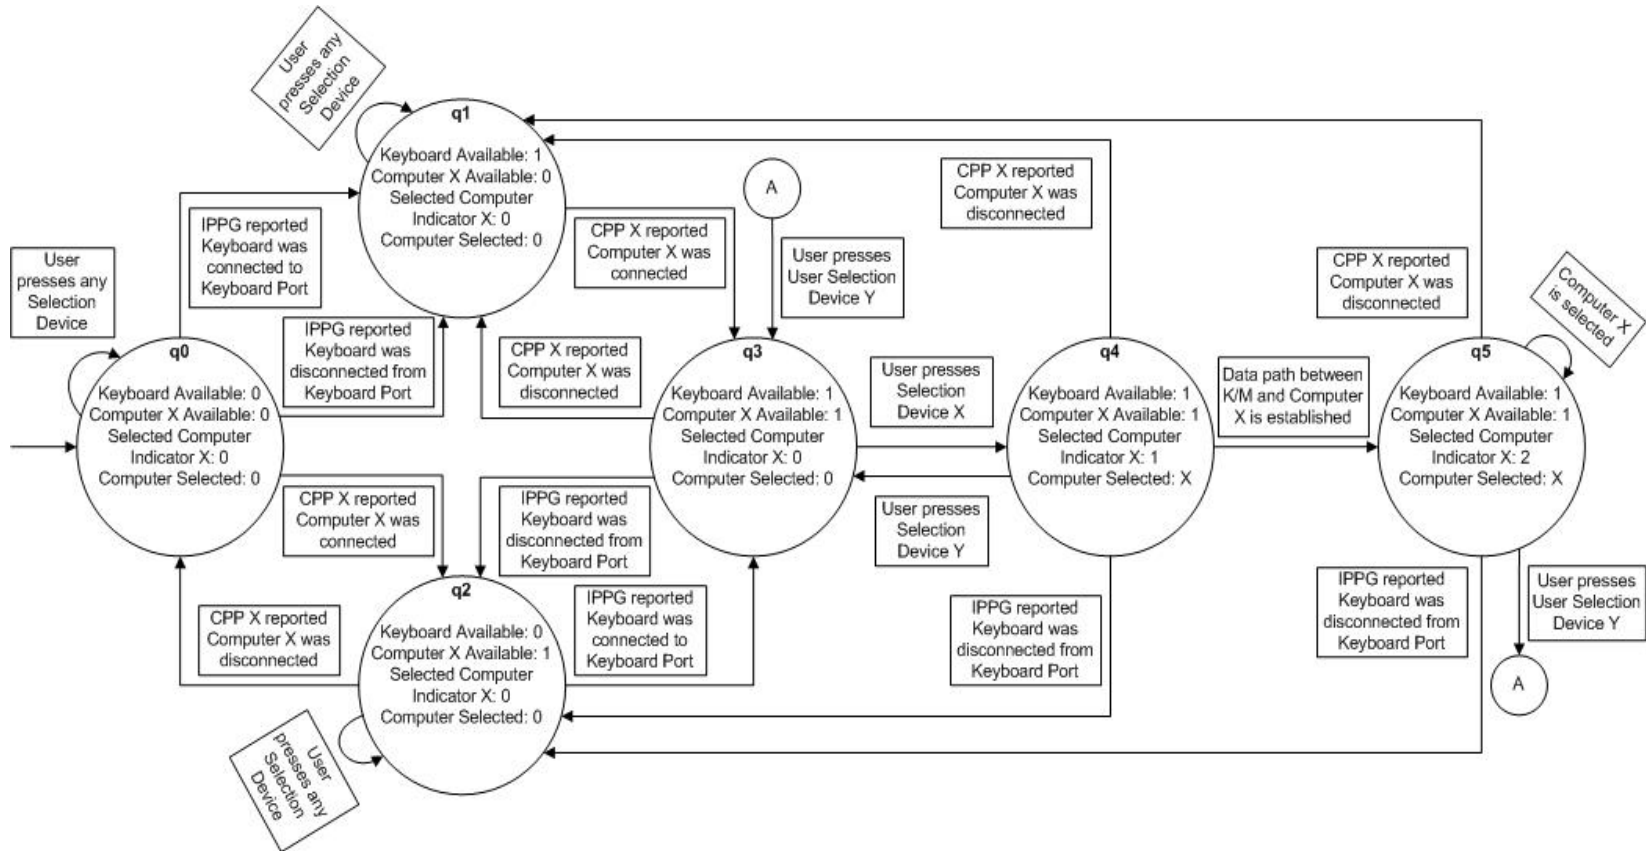 User
presses any
Selection
Device
q1
Keyboard Available: 1
Computer X Available: 0
Selected Computer
Indicator X: 0
Computer Selected: 0
IPPG reported
Keyboard was
connected to
Keyboard Port
User
presses any
Selection
Device
IPPG reported
Keyboard was
disconnected from
Keyboard Port
CPP X reported
Computer X was
connected
A
User presses
User Selection
Device Y
CPP X reported
Computer X was
disconnected
CPP X reported
Computer X was
disconnected
CPP X reported
Computer X was
disconnected
Computer X
is selected
q0
Keyboard Available: 0
Computer X Available: 0
Selected Computer
Indicator X: 0
Computer Selected: 0
q3
Keyboard Available: 1
Computer X Available: 1
Selected Computer
Indicator X: 0
Computer Selected: 0
User presses
Selection
Device X
q4
Keyboard Available: 1
Computer X Available: 1
Selected Computer
Indicator X: 1
Computer Selected: X
Data path between
K/M and Computer
X is established
q5
Keyboard Available: 1
Computer X Available: 1
Selected Computer
Indicator X: 2
Computer Selected: X
CPP X reported
Computer X was
connected
IPPG reported
Keyboard was
disconnected from
Keyboard Port
User presses
Selection
Device Y
CPP X reported
Computer X was
disconnected
q2
Keyboard Available: 0
Computer X Available: 1
Selected Computer
Indicator X: 0
Computer Selected: 0
IPPG reported
Keyboard was
connected to
Keyboard Port
IPPG reported
Keyboard was
disconnected from
Keyboard Port
IPPG reported
Keyboard was
disconnected from
Keyboard Port
User presses
User Selection
Device Y
A
User
presses any
Selection
Device